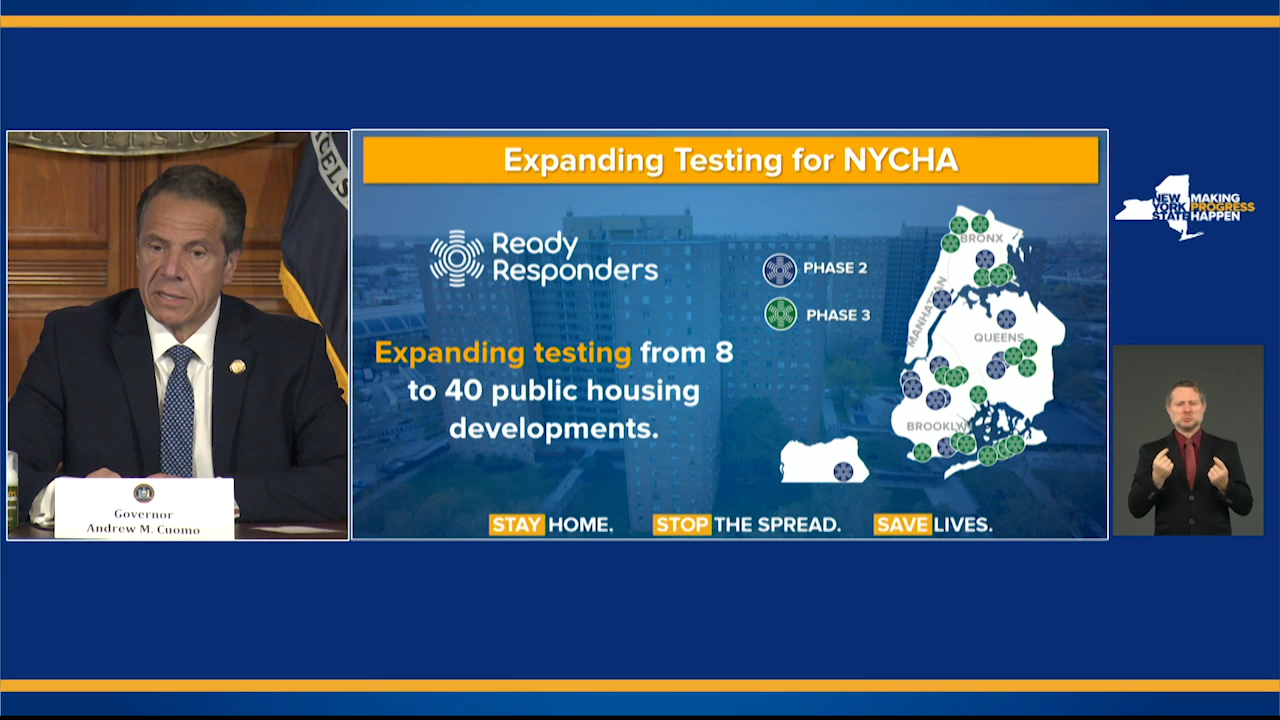 EXCELSIOR
EXCELS
Governor
Andrew M. Cuomo
Expanding Testing for NYCHA
Ready
Responders
Expanding testing from 8
to 40 public housing
developments.
PHASE 2
PHASE 3
BRONX
MANHATTAN
QUEENS
BROOKLYN
STAY HOME. STOP THE SPREAD. SAVE LIVES.
NEW
YORK
STATE
MAKING
PROGRESS
HAPPEN